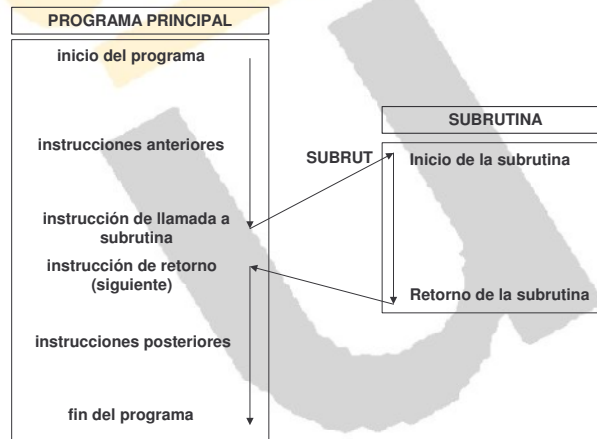 PROGRAMA PRINCIPAL
inicio del programa
instrucciones anteriores
instrucción de llamada a
subrutina
instrucción de retorno
(siguiente)
instrucciones posteriores
fin del programa
SUBRUT
SUBRUTINA
Inicio de la subrutina
Retorno de la subrutina